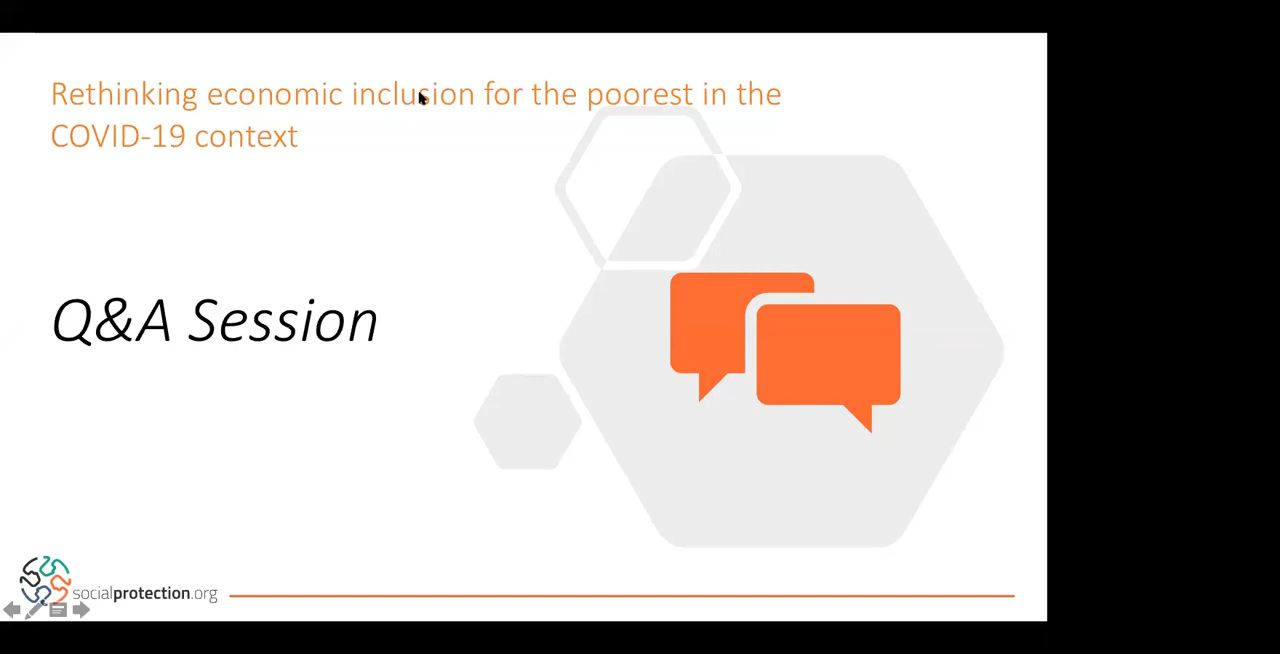 Rethinking economic inclusion for the poorest in the
COVID-19 context
Q&A Session
socialprotection.org